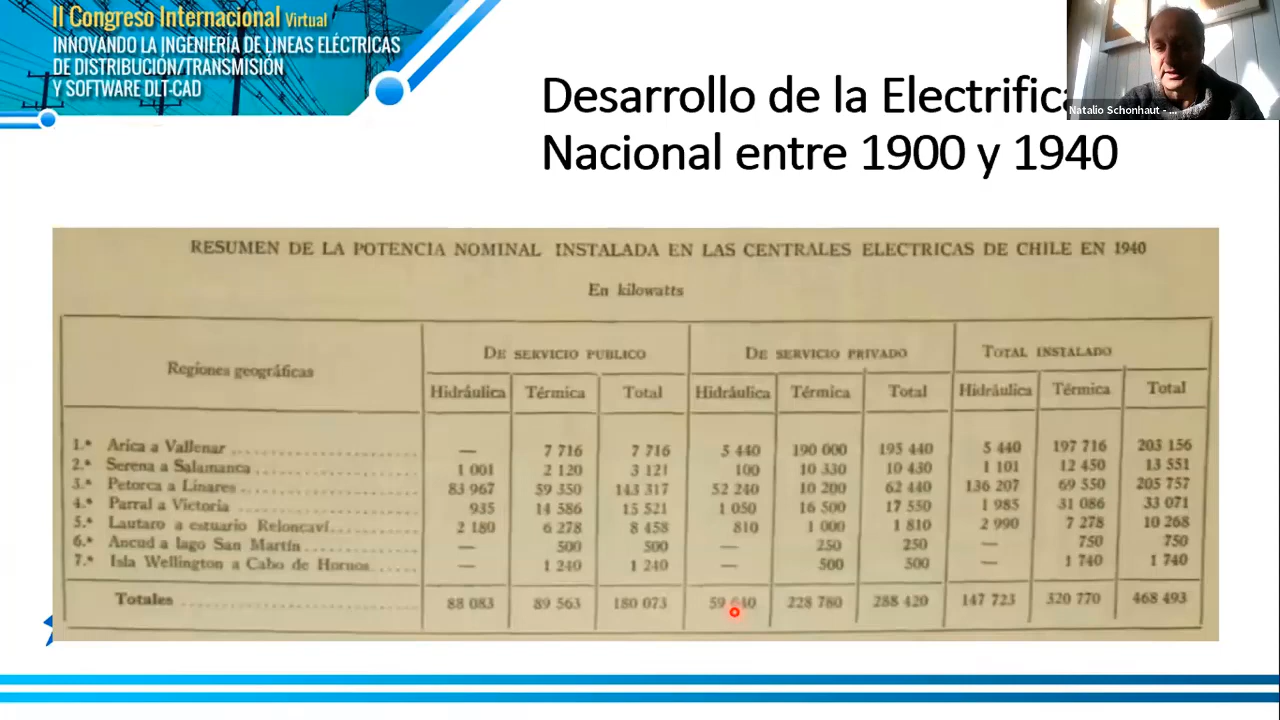 II Congreso Internacional Virtual
INNOVANDO LA INGENIERÍA DE LINEAS ELÉCTRICAS
DE DISTRIBUCIÓN/TRANSMISIÓN
Y SOFTWARE DLT-CAD
Natalio Schonhaut - ...
Desarrollo de la
Nacional entre 1900 y 1940
RESUMEN DE LA POTENCIA NOMINAL INSTALADA EN LAS CENTRALES ELECTRICAS DE CHILE EN 1940
En kilowatts
Regiones geográficas DE SERVICIO PUBLICO DE SERVICIO PRIVADO TOTAL INSTALADO
Hidráulica Térmica Total Hidráulica Térmica Total Hidráulica Térmica Total
1.ª Arica a Vallenar — 7 716 7 716 5 440 190 000 195 440 5 440 197 716 203 156
2.ª Serena a Salamanca 1 001 2 120 3 121 100 10 330 10 430 1 101 12 450 13 551
3.ª Petorca a Linares 83 967 59 350 143 317 52 240 10 200 62 440 136 207 69 550 205 757
4.ª Parral a Victoria 935 14 586 15 521 1 050 16 500 17 550 1 985 31 086 33 071
5.ª Lautaro a estuario Reloncaví 2 180 6 278 8 458 810 1 000 1 810 2 990 7 278 10 268
6.ª Ancud a lago San Martín — 500 500 — 250 250 — 750 750
7.ª Isla Wellington a Cabo de Hornos — 1 240 1 240 — 500 500 — 1 740 1 740
Totales 88 083 89 563 180 073 59 640 228 780 288 420 147 723 320 770 468 493